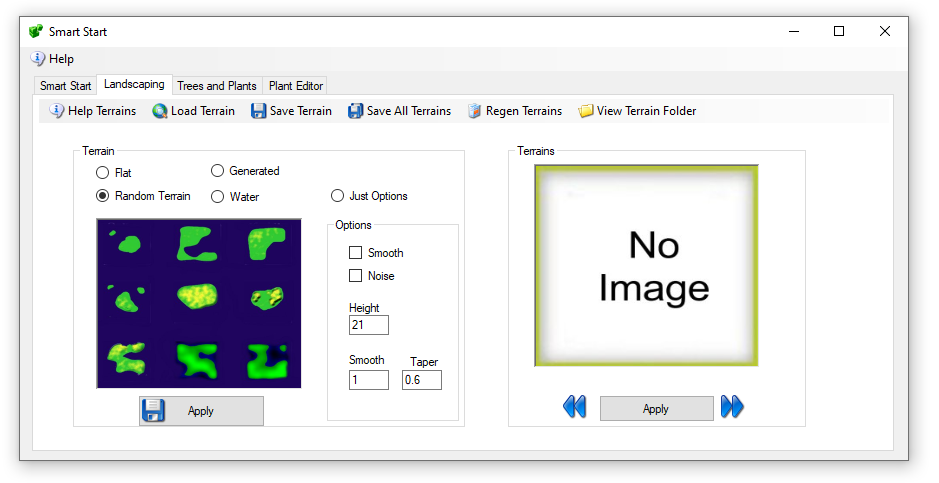 Smart Start
Help
Smart Start Landscaping Trees and Plants Plant Editor
Help Terrains Load Terrain Save Terrain Save All Terrains Regen Terrains View Terrain Folder
Terrain
Flat Generated
Random Terrain Water Just Options
Options
Smooth
Noise
Height
21
Smooth Taper
1 0.6
Apply
Terrains
No
Image
Apply